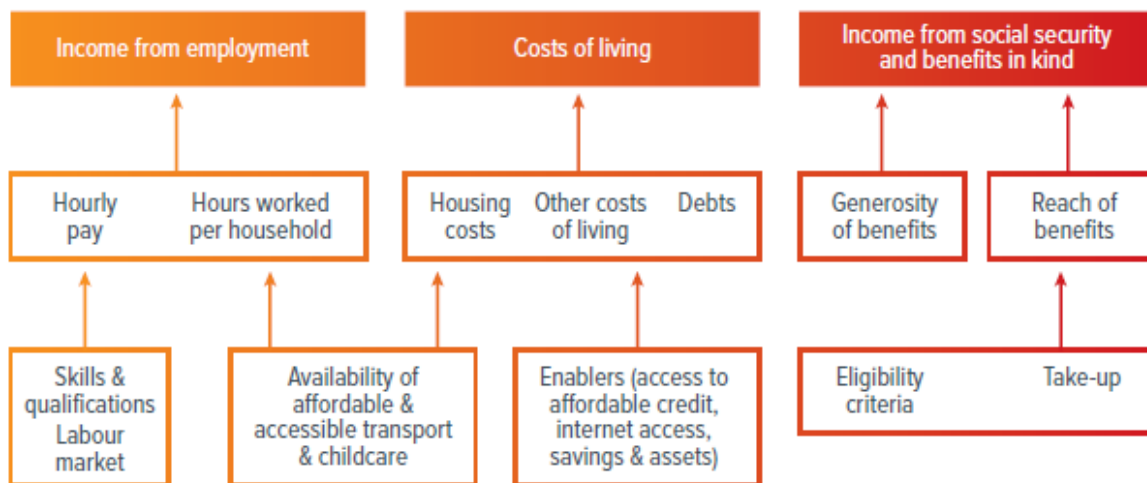 Income from employment
Costs of living
Income from social security
and benefits in kind
Hourly
pay
Hours worked
per household
Housing
costs
Other costs
of living
Debts
Generosity
of benefits
Reach of
benefits
Skills &
qualifications
Labour
market
Availability of
affordable &
accessible transport
& childcare
Enablers (access to
affordable credit,
internet access,
savings & assets)
Eligibility
criteria
Take-up